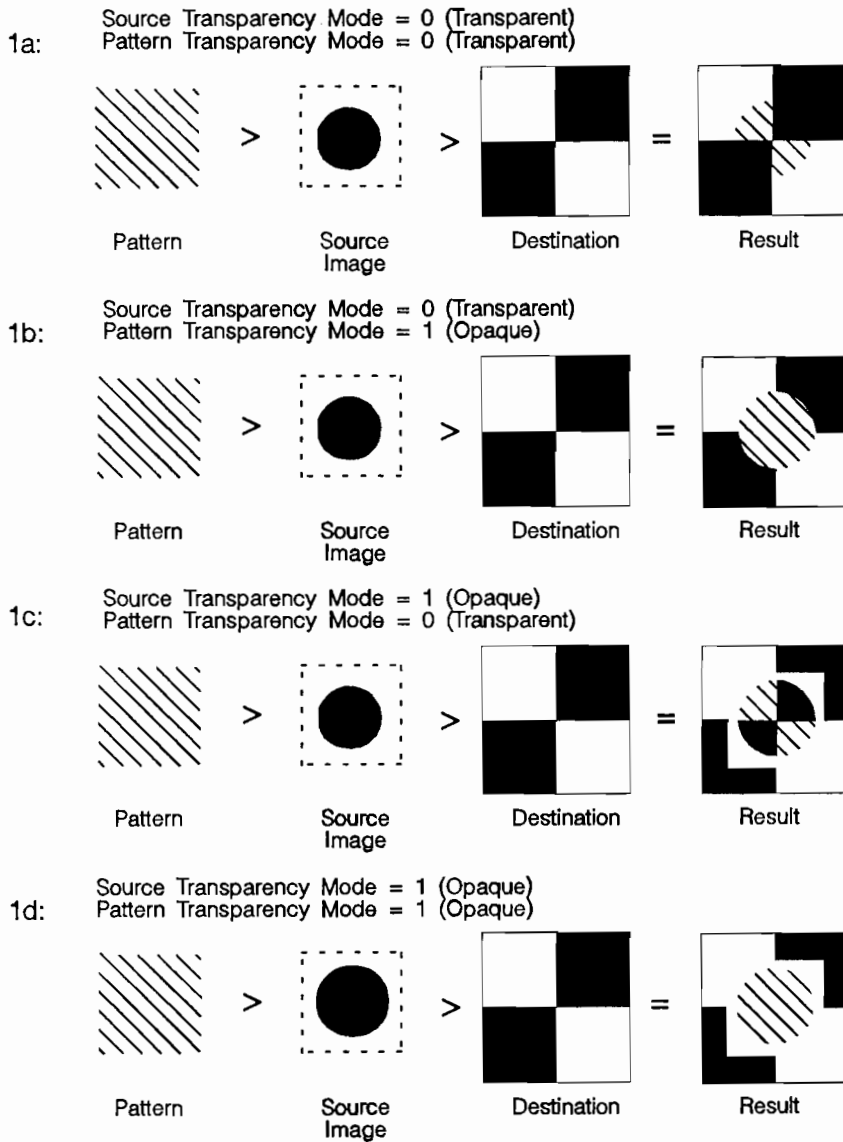 Source Transparency Mode = 0 (Transparent)
1a: Pattern Transparency Mode = 0 (Transparent)
> > =
Pattern Source Image Destination Result
Source Transparency Mode = 0 (Transparent)
1b: Pattern Transparency Mode = 1 (Opaque)
> > =
Pattern Source Image Destination Result
Source Transparency Mode = 1 (Opaque)
1c: Pattern Transparency Mode = 0 (Transparent)
> > =
Pattern Source Image Destination Result
Source Transparency Mode = 1 (Opaque)
1d: Pattern Transparency Mode = 1 (Opaque)
> > =
Pattern Source Image Destination Result